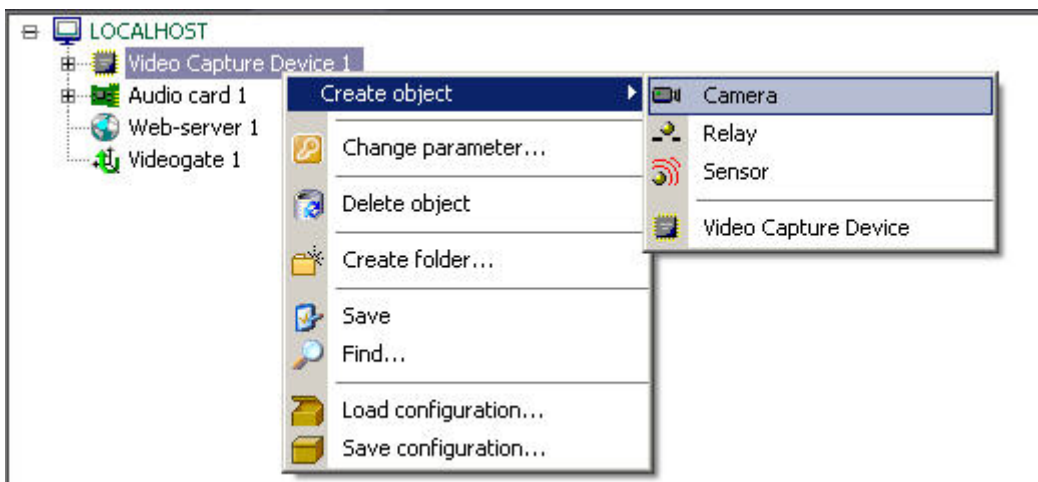 LOCALHOST
Video Capture Device 1
Audio card 1
Web-server 1
Videogate 1
Create object
Change parameter...
Delete object
Create folder...
Save
Find...
Load configuration...
Save configuration...
Camera
Relay
Sensor
Video Capture Device